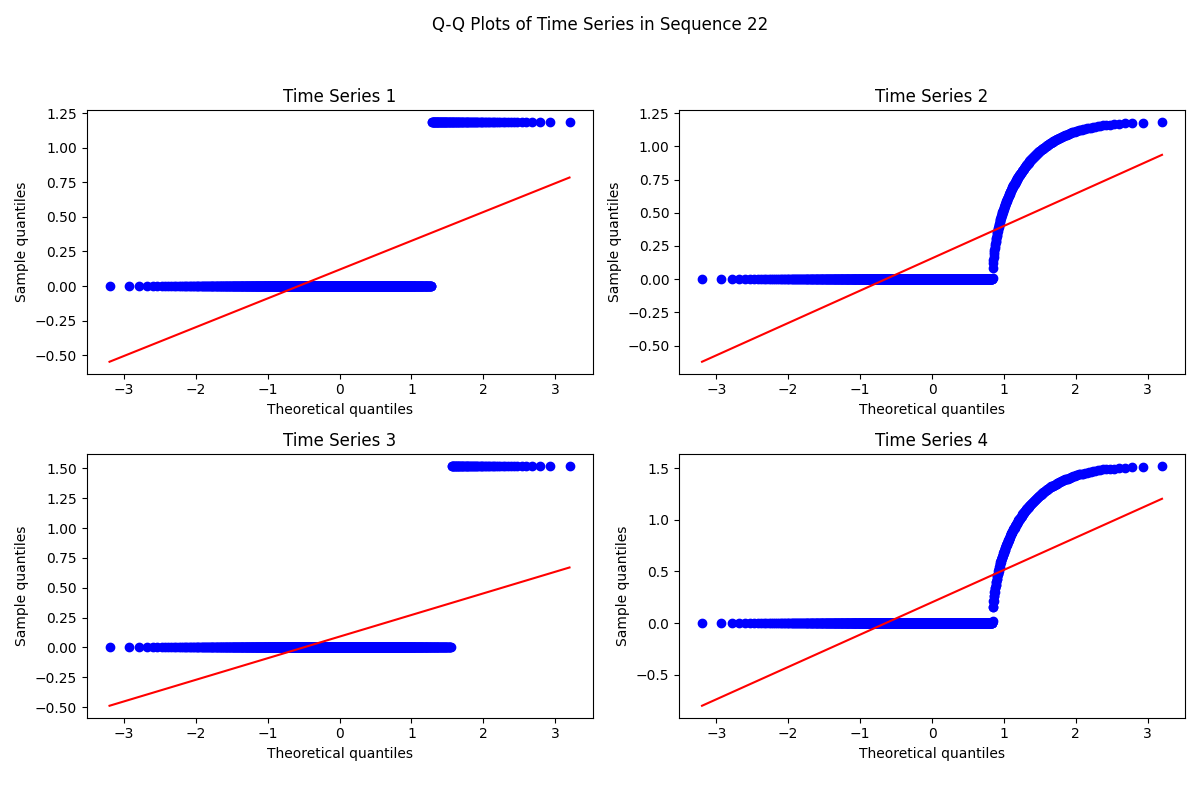 Q-Q Plots of Time Series in Sequence 22
Time Series 1
Sample quantiles
1.25
1.00
0.75
0.50
0.25
0.00
−0.25
−0.50
−3 −2 −1 0 1 2 3
Theoretical quantiles
Time Series 2
Sample quantiles
1.25
1.00
0.75
0.50
0.25
0.00
−0.25
−0.50
−3 −2 −1 0 1 2 3
Theoretical quantiles
Time Series 3
Sample quantiles
1.50
1.25
1.00
0.75
0.50
0.25
0.00
−0.25
−0.50
−3 −2 −1 0 1 2 3
Theoretical quantiles
Time Series 4
Sample quantiles
1.5
1.0
0.5
0.0
−0.5
−3 −2 −1 0 1 2 3
Theoretical quantiles